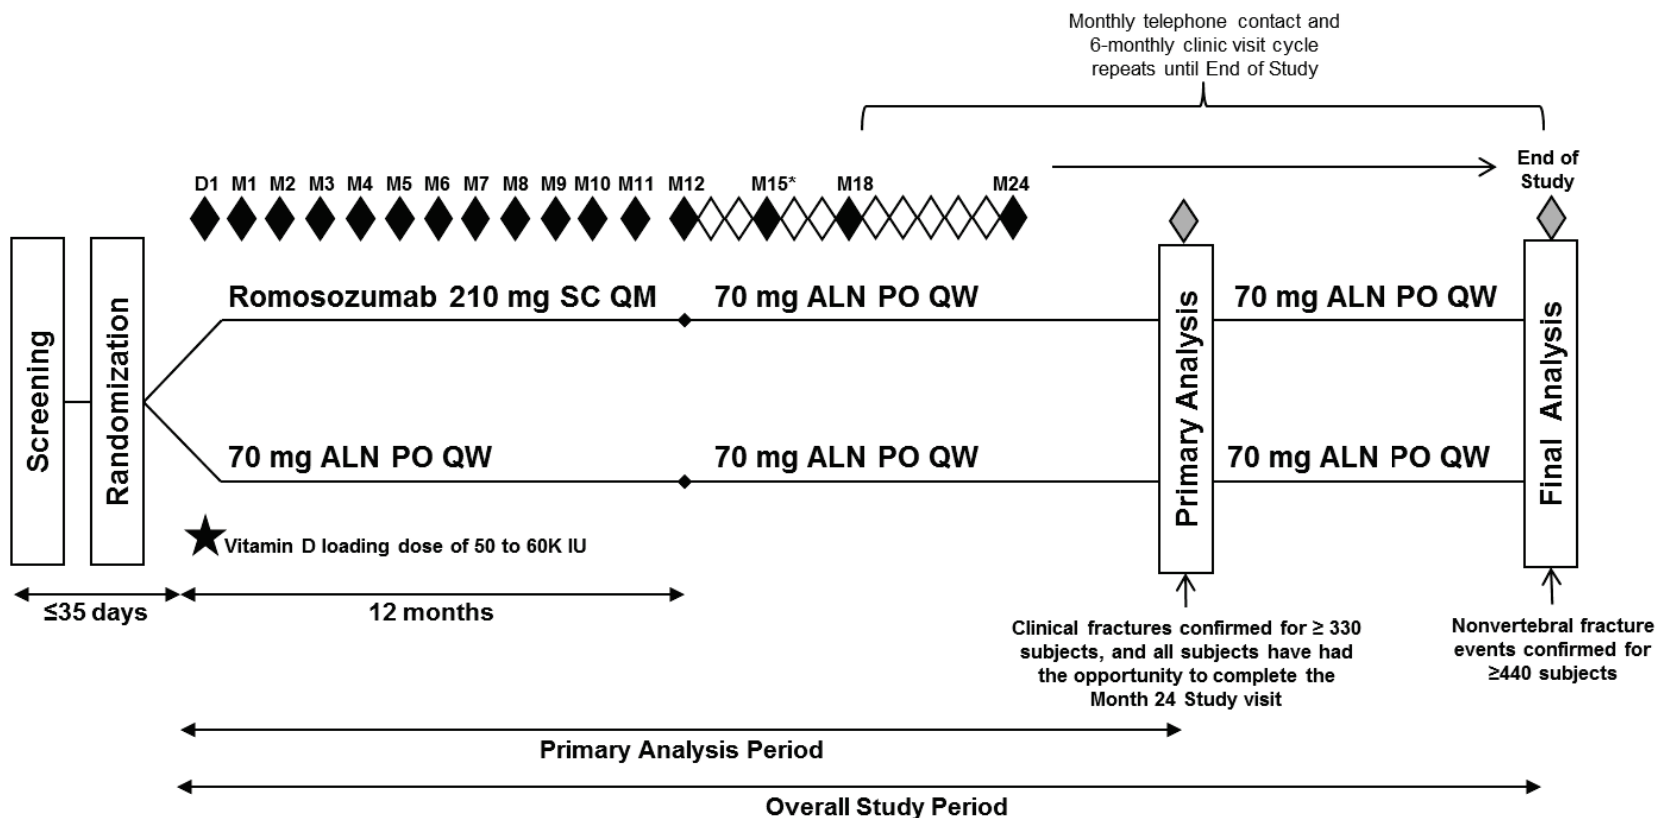 Monthly telephone contact and
6-monthly clinic visit cycle
repeats until End of Study
D1 M1 M2 M3 M4 M5 M6 M7 M8 M9 M10 M11 M12 M15* M18 M24
End of
Study
Screening
Randomization
Romosozumab 210 mg SC QM
70 mg ALN PO QW
70 mg ALN PO QW
70 mg ALN PO QW
70 mg ALN PO QW
70 mg ALN PO QW
Primary Analysis
Final Analysis
Vitamin D loading dose of 50 to 60K IU
≤35 days
12 months
Clinical fractures confirmed for ≥ 330
subjects, and all subjects have had
the opportunity to complete the
Month 24 Study visit
Nonvertebral fracture
events confirmed for
≥440 subjects
Primary Analysis Period
Overall Study Period